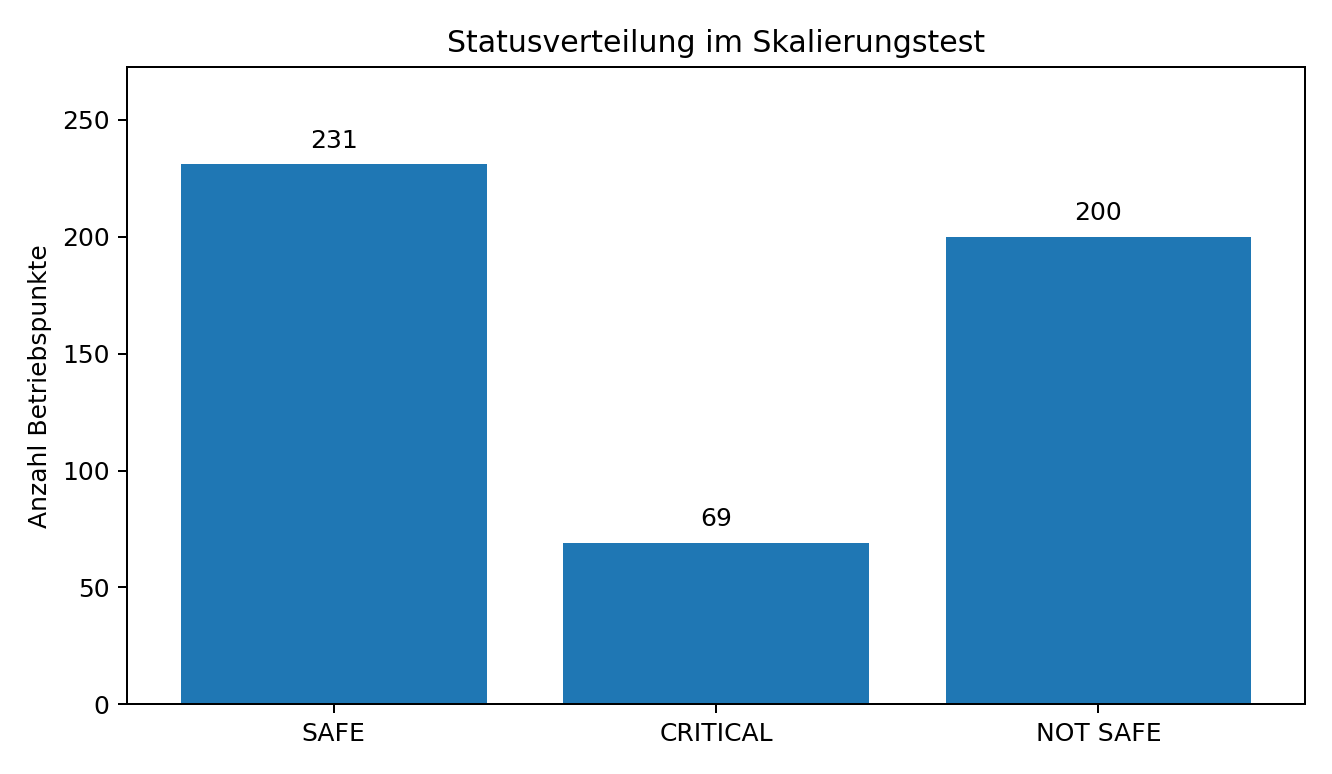 Statusverteilung im Skalierungstest
Anzahl Betriebspunkte
250
200
150
100
50
0
231
69
200
SAFE
CRITICAL
NOT SAFE